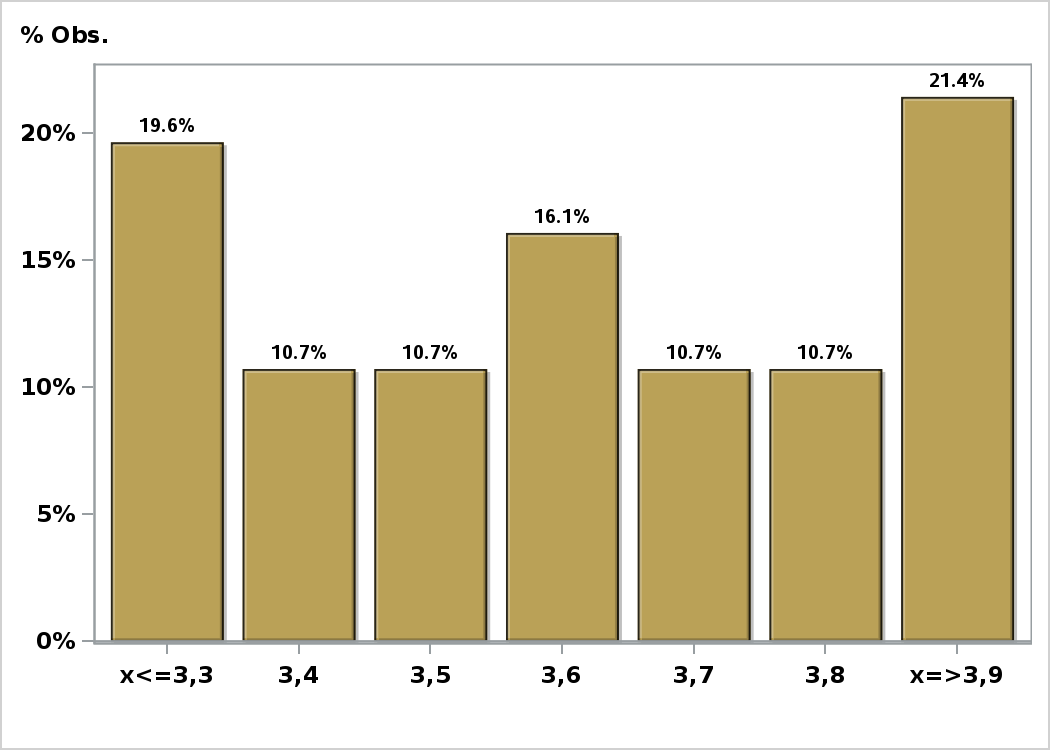 % Obs.
21.4%
19.6%
20%
16.1%
15%
10.7% 10.7% 10.7% 10.7%
10%
5%
0%
x<=3,3 3,4 3,5 3,6 3,7 3,8 x=>3,9